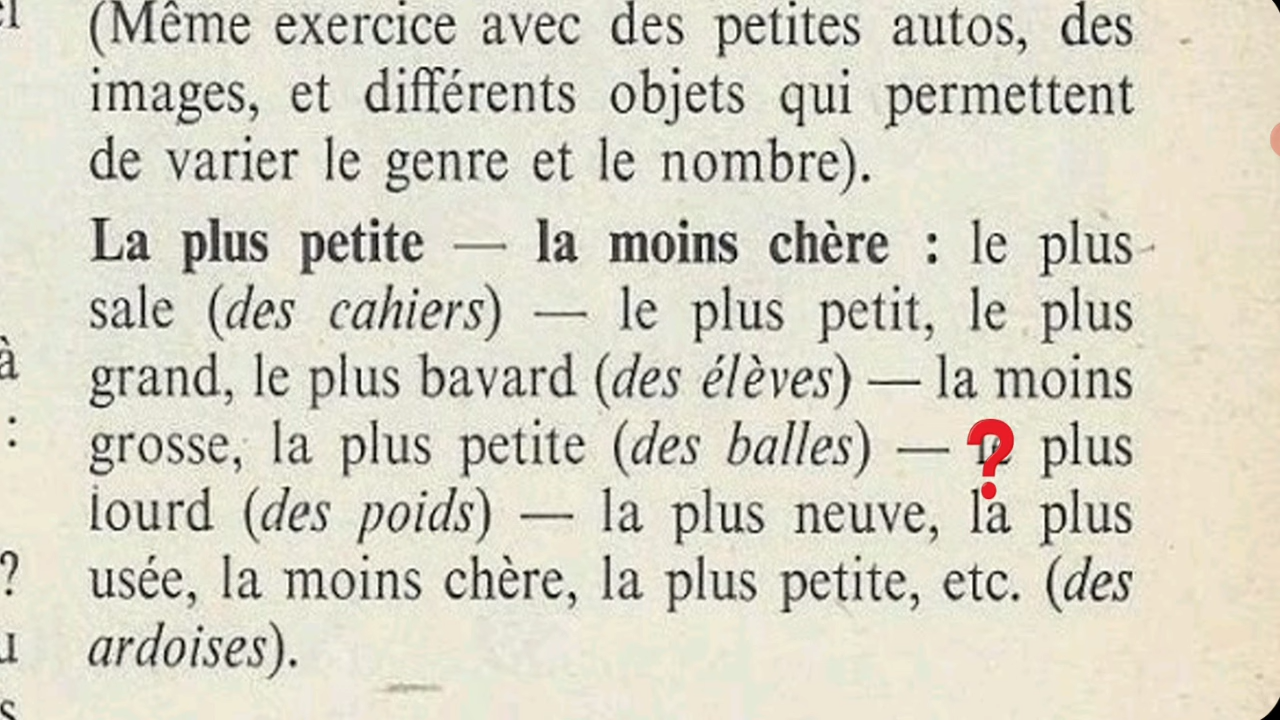 (Même exercice avec des petites autos, des
images, et différents objets qui permettent
de varier le genre et le nombre).
La plus petite — la moins chère : le plus
sale (des cahiers) — le plus petit, le plus
grand, le plus bavard (des élèves) — la moins
grosse, la plus petite (des balles) — plus
lourd (des poids) — la plus neuve, la plus
usée, la moins chère, la plus petite, etc. (des
ardoises).